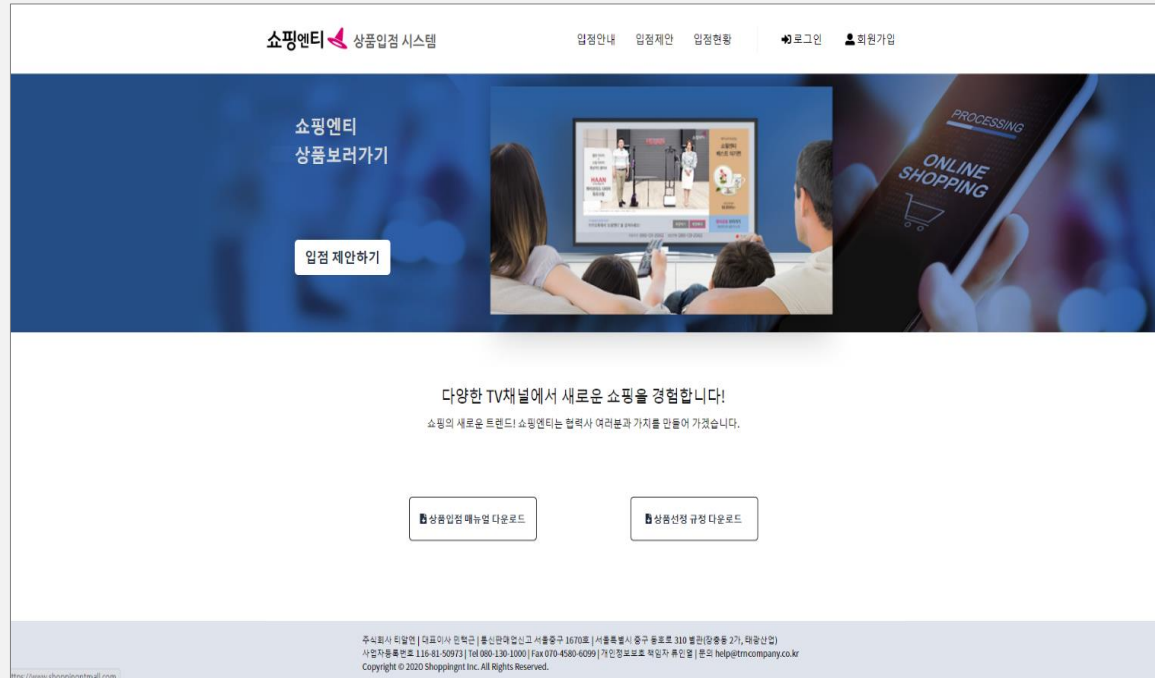 쇼핑엔티 상품입점 시스템
입점안내 입점제안 입점현황 로그인 회원가입
쇼핑엔티
상품보러가기
입점 제안하기
HAAN
PROCESSING
ONLINE
SHOPPING
다양한 TV채널에서 새로운 쇼핑을 경험합니다!
쇼핑의 새로운 트렌드! 쇼핑엔티는 협력사 여러분과 가치를 만들어 가겠습니다.
상품입점 매뉴얼 다운로드 상품선정 규정 다운로드
주식회사 티알엔 | 대표이사 민택근 | 통신판매업신고 서울중구 1670호 | 서울특별시 중구 동호로 310 별관(장충동 2가, 태광산업)
사업자등록번호 116-81-50973 | Tel 080-130-1000 | Fax 070-4580-6099 | 개인정보보호 책임자 류인열 | 문의 help@trncompany.co.kr
Copyright © 2020 Shoppingnt Inc. All Rights Reserved.